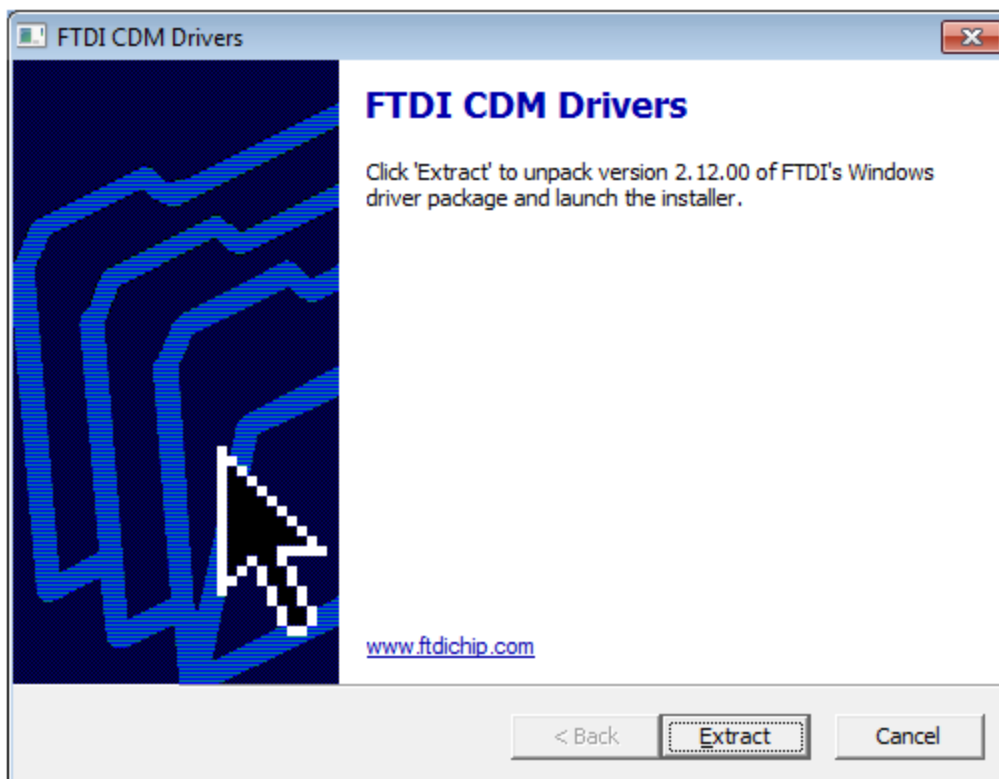 FTDI CDM Drivers
FTDI CDM Drivers
Click 'Extract' to unpack version 2.12.00 of FTDI's Windows
driver package and launch the installer.
www.ftdichip.com
< Back Extract Cancel